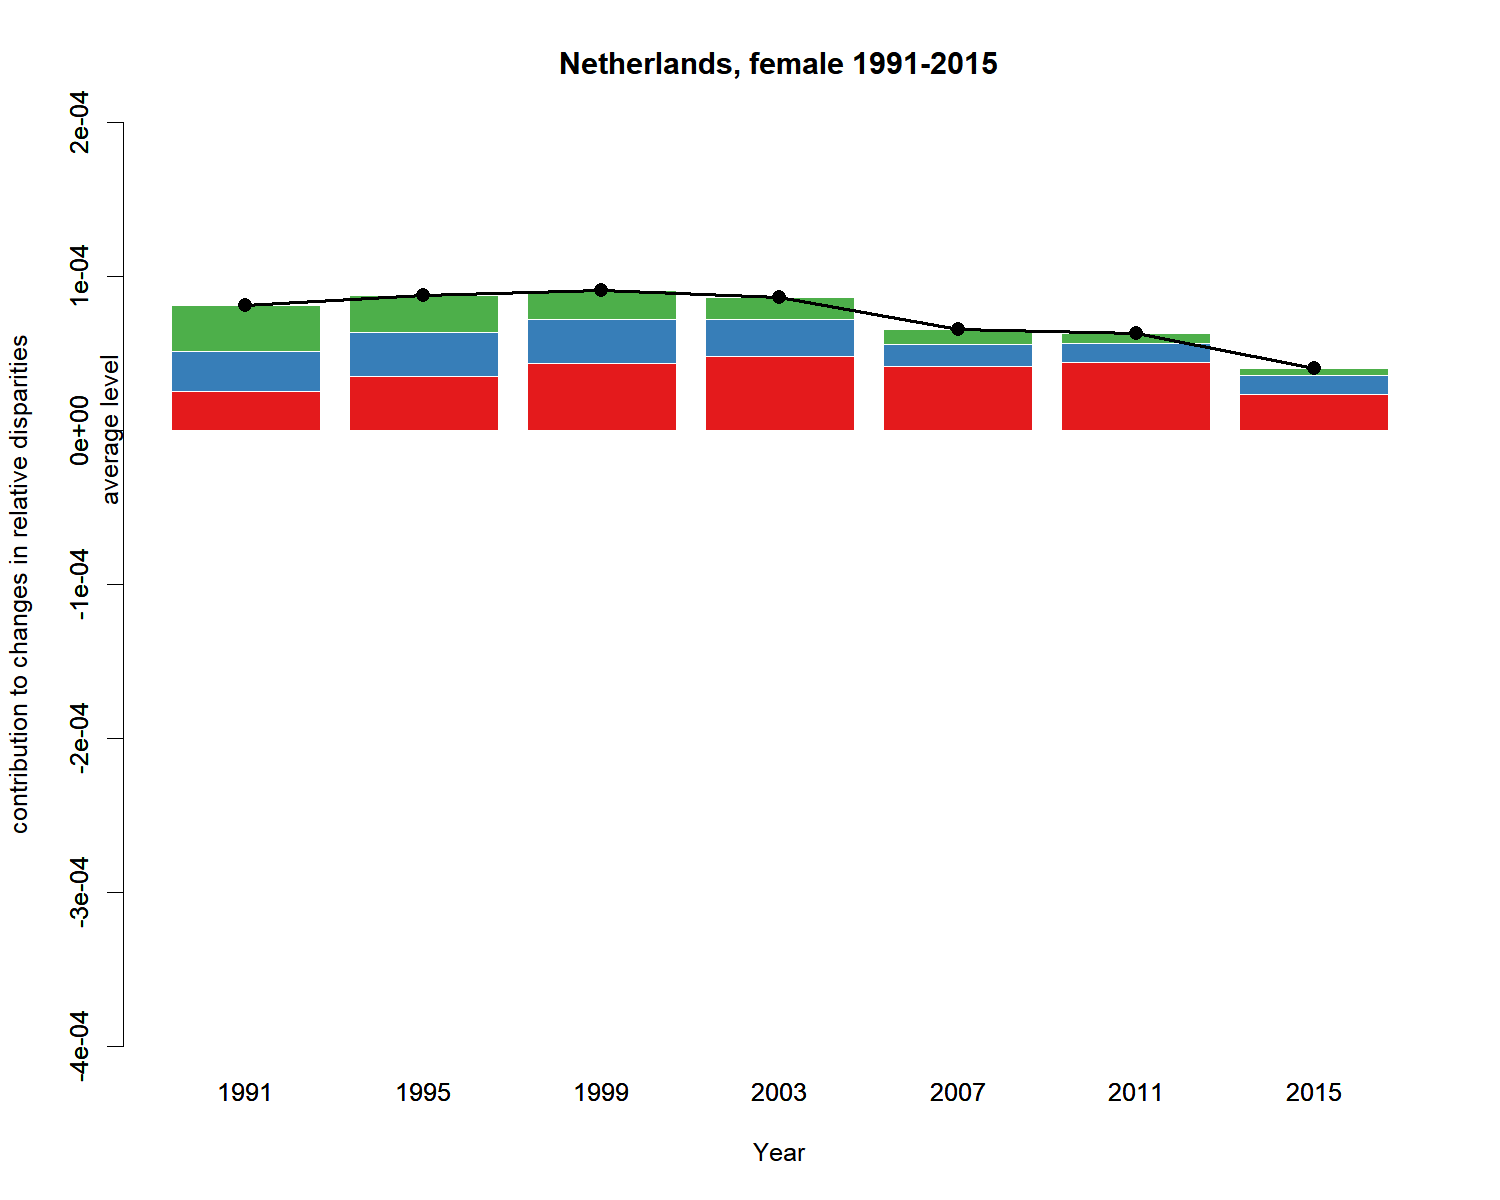 Netherlands, female 1991-2015
contribution to changes in relative disparities
average level
2e-04
1e-04
0e+00
-1e-04
-2e-04
-3e-04
-4e-04
1991 1995 1999 2003 2007 2011 2015
Year